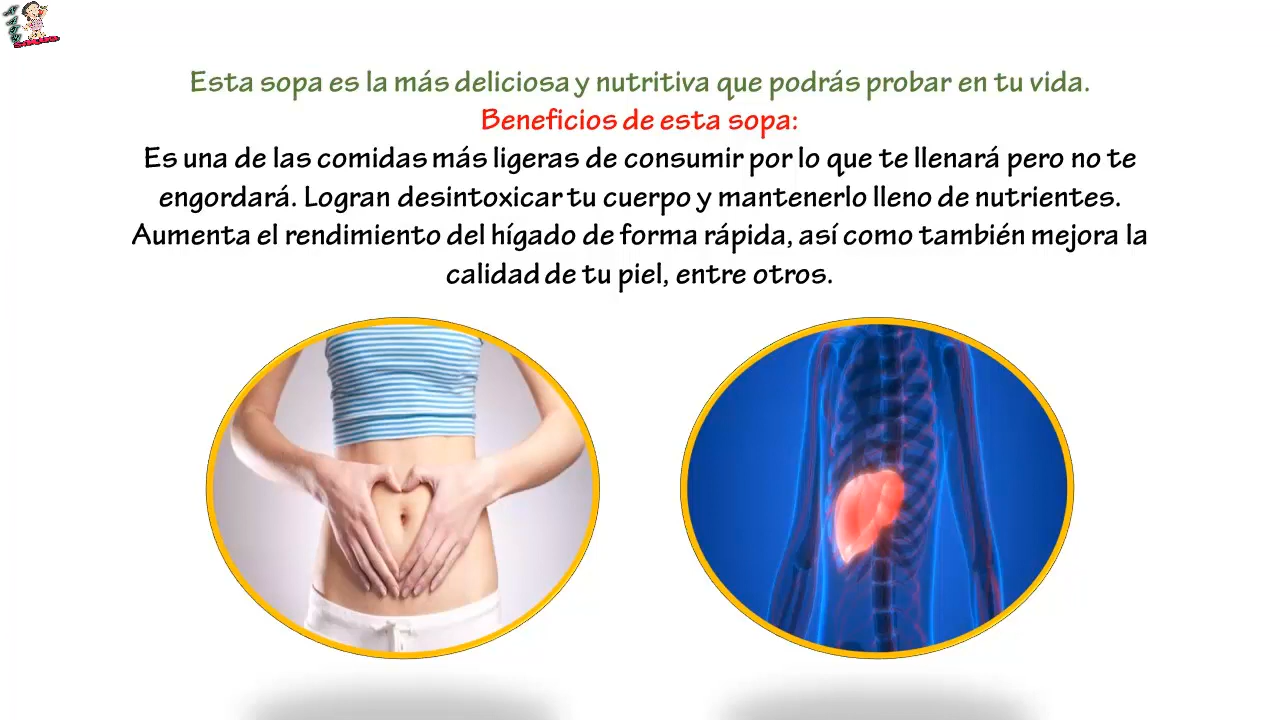 Esta sopa es la más deliciosa y nutritiva que podrás probar en tu vida.
Beneficios de esta sopa:
Es una de las comidas más ligeras de consumir por lo que te llenará pero no te
engordará. Logran desintoxicar tu cuerpo y mantenerlo lleno de nutrientes.
Aumenta el rendimiento del hígado de forma rápida, así como también mejora la
calidad de tu piel, entre otros.